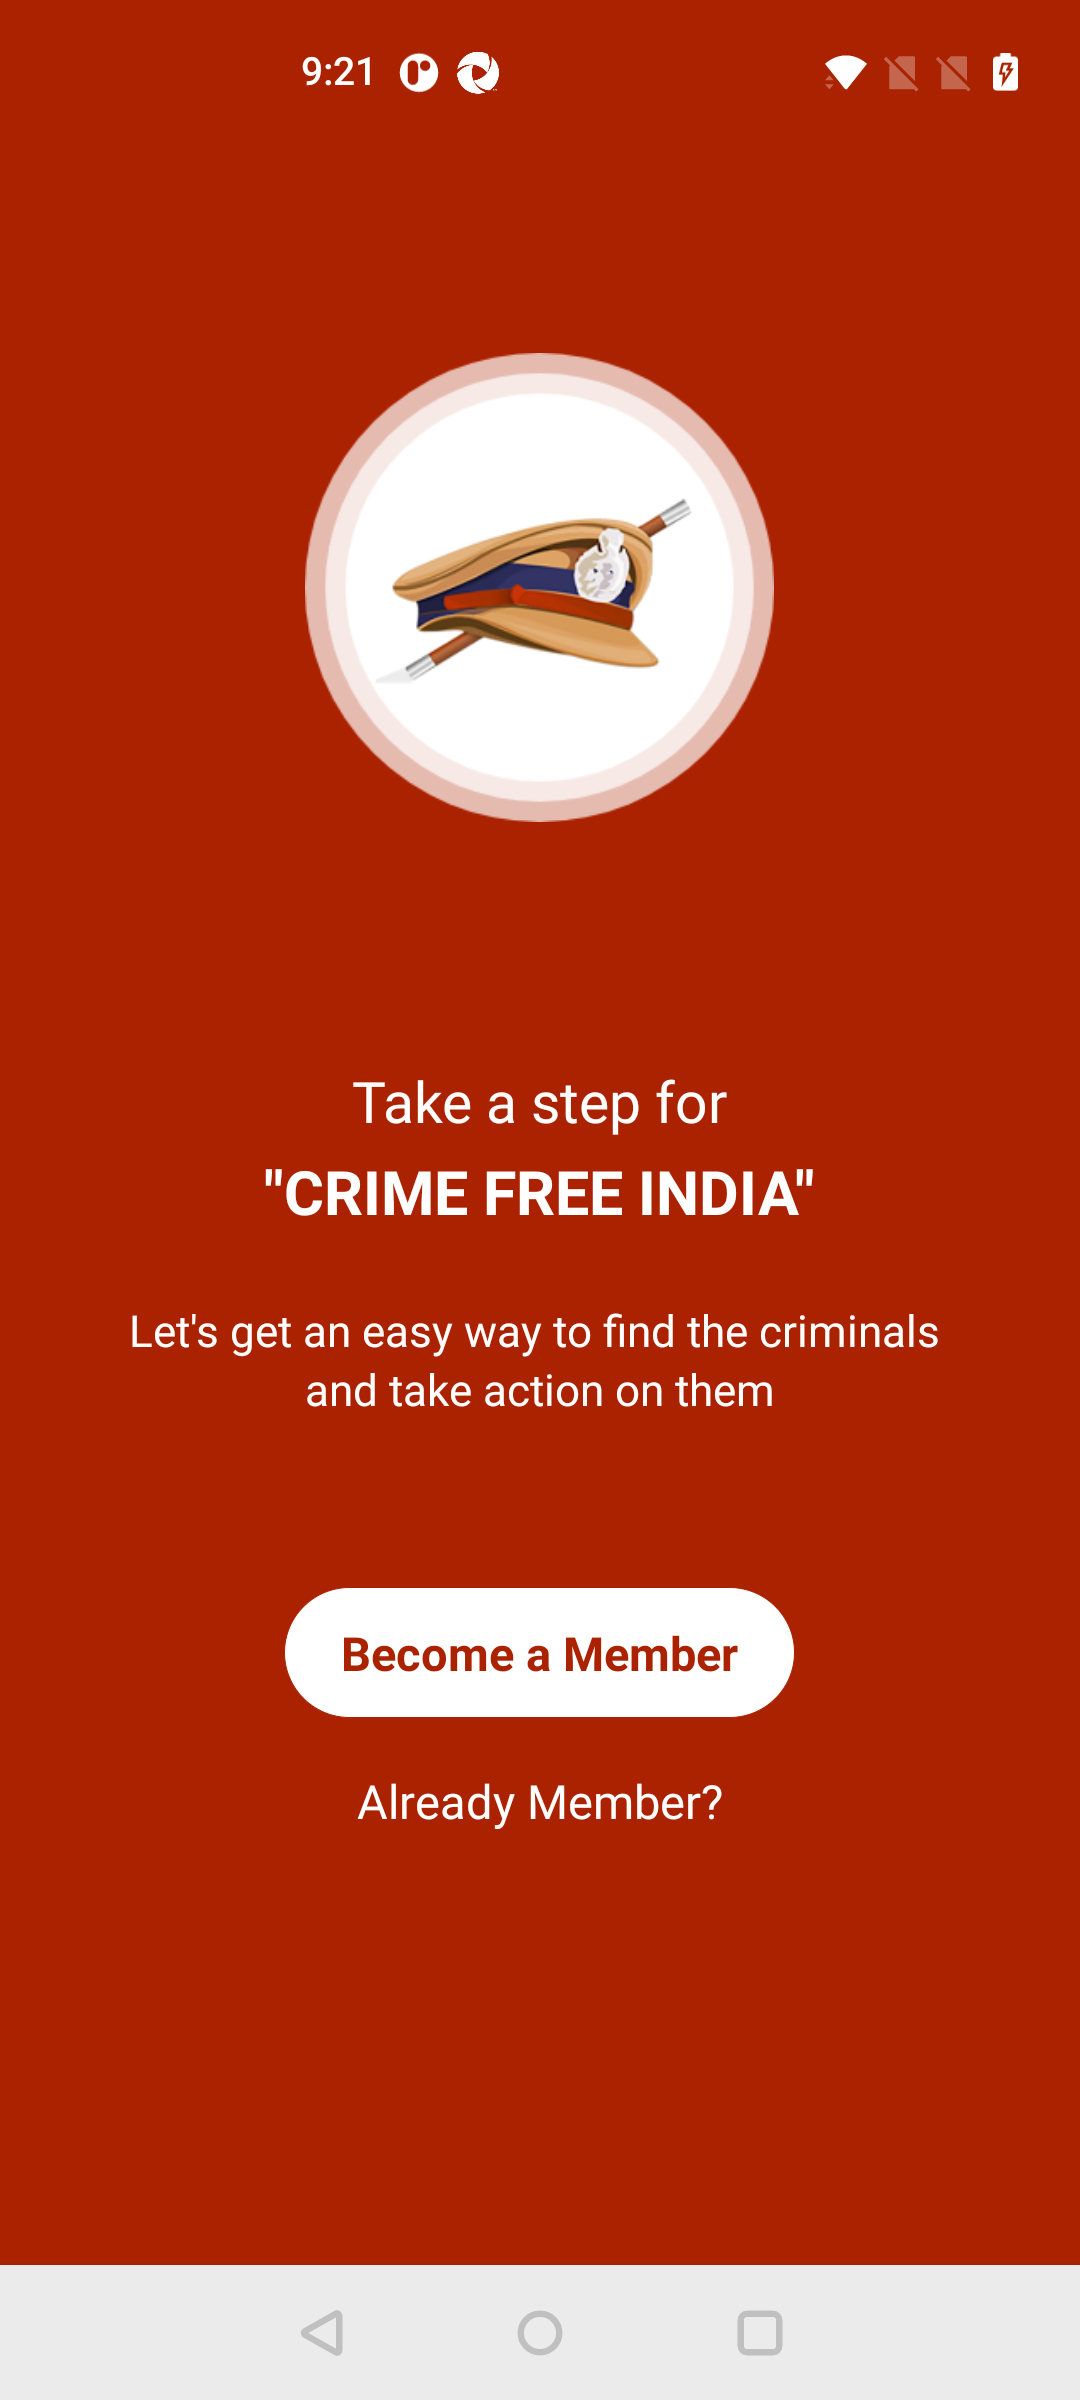 9:21
Take a step for
"CRIME FREE INDIA"
Let's get an easy way to find the criminals
and take action on them
Become a Member
Already Member?